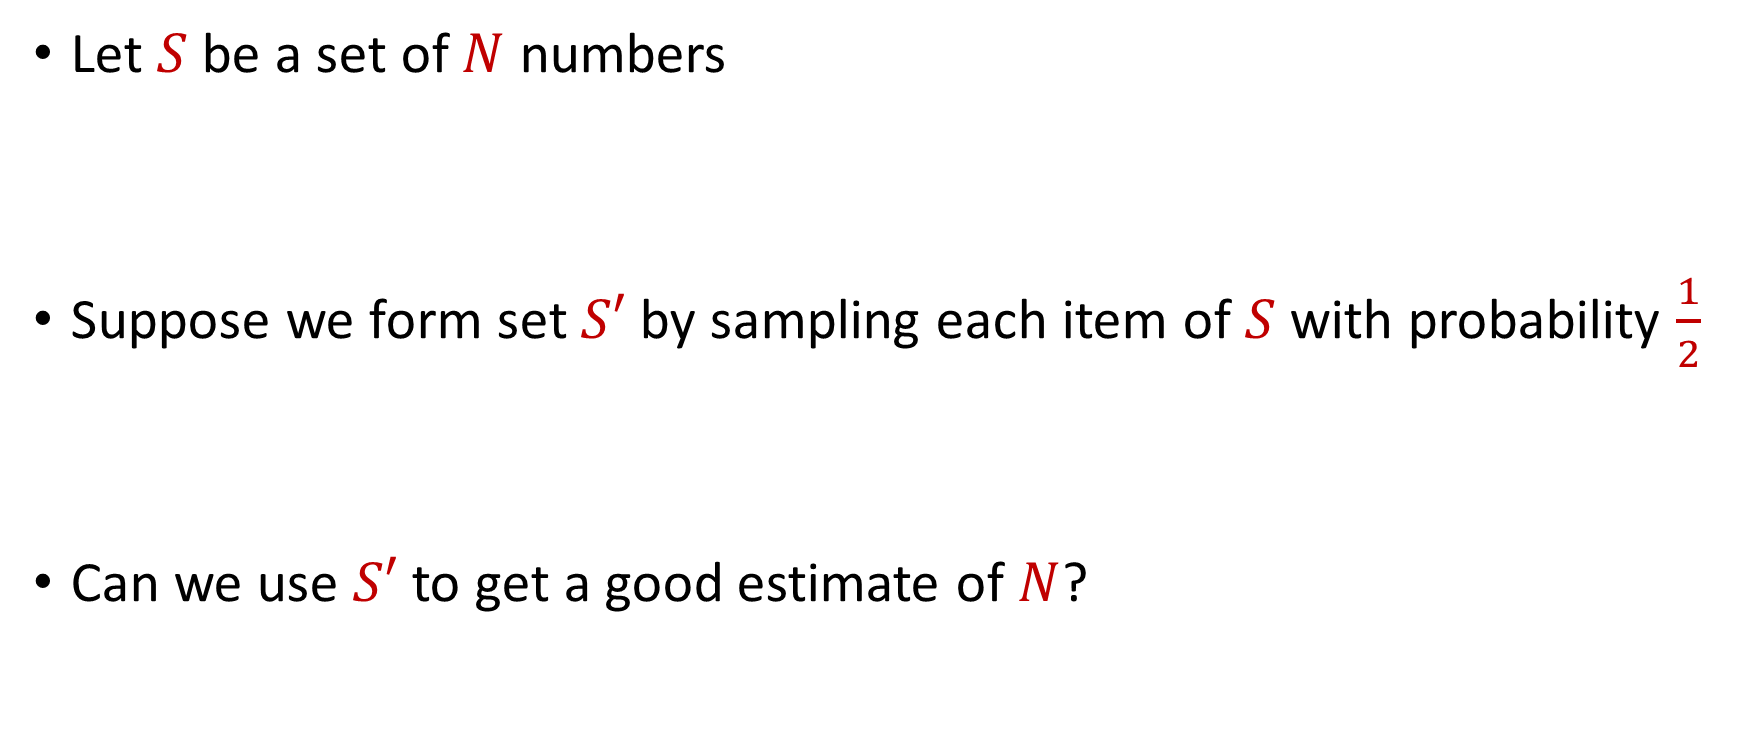 • Let S be a set of N numbers
• Suppose we form set S′ by sampling each item of S with probability 1/2
• Can we use S′ to get a good estimate of N?